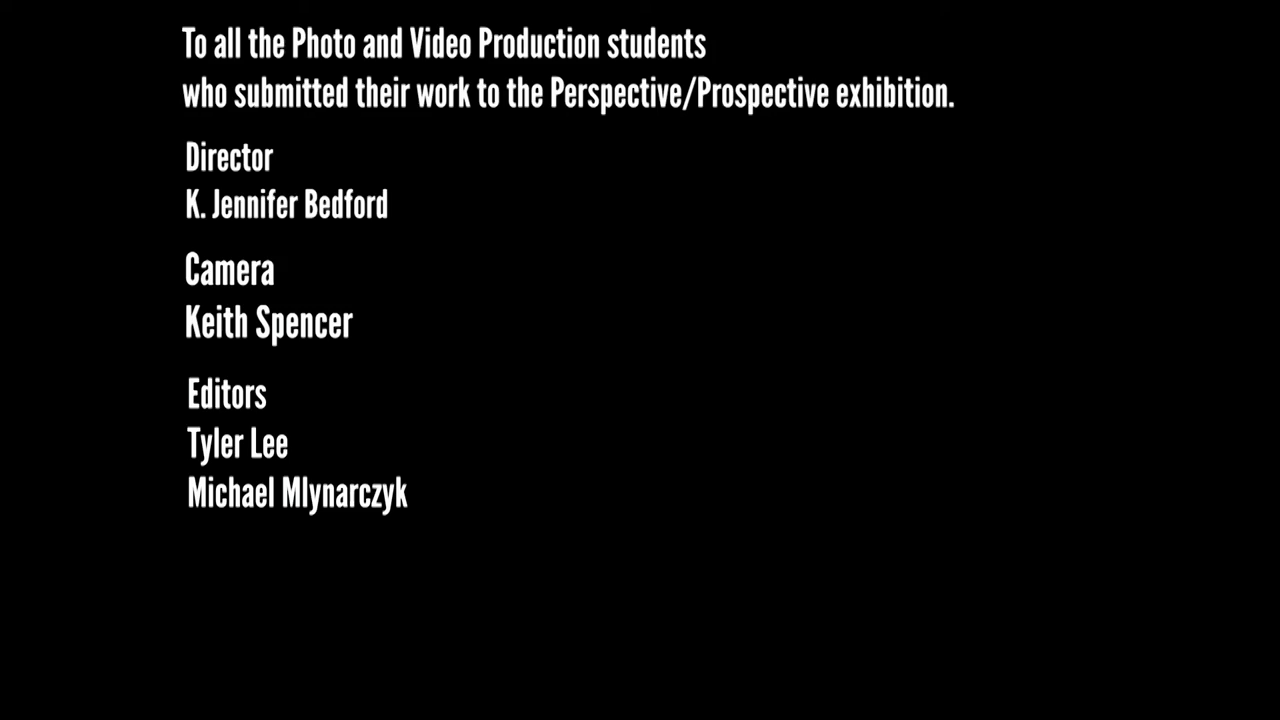 To all the Photo and Video Production students
who submitted their work to the Perspective/Prospective exhibition.
Director
K. Jennifer Bedford
Camera
Keith Spencer
Editors
Tyler Lee
Michael Mlynarczyk